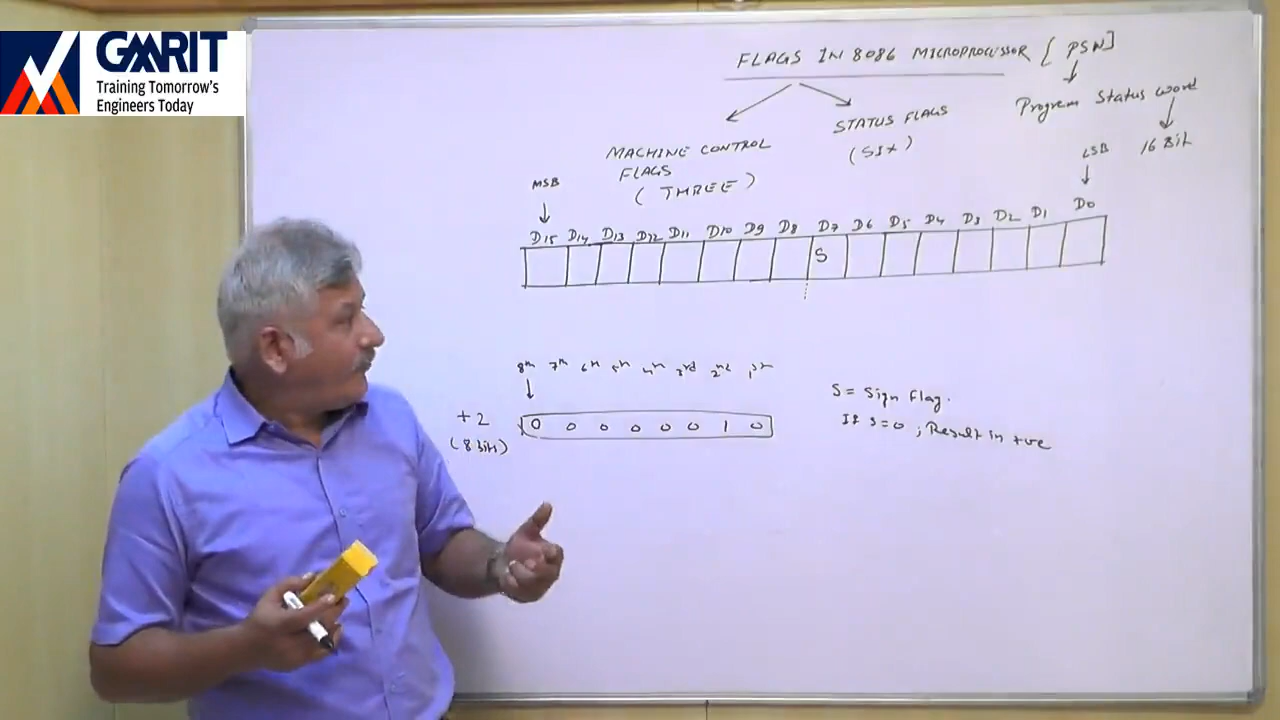 GMRIT
Training Tomorrow's
Engineers Today
FLAGS IN 8086 MICROPROCESSOR [ PSW]
Program Status word
16 Bit
MACHINE CONTROL
FLAGS
( THREE )
STATUS FLAGS
( SIX )
MSB
LSB
D15 D14 D13 D12 D11 D10 D9 D8 D7 D6 D5 D4 D3 D2 D1 D0
S
8th 7th 6th 5th 4th 3rd 2nd 1st
+2
(8 Bits)
0 0 0 0 0 0 1 0
S = Sign Flag.
If S=0 ; Result in +ve